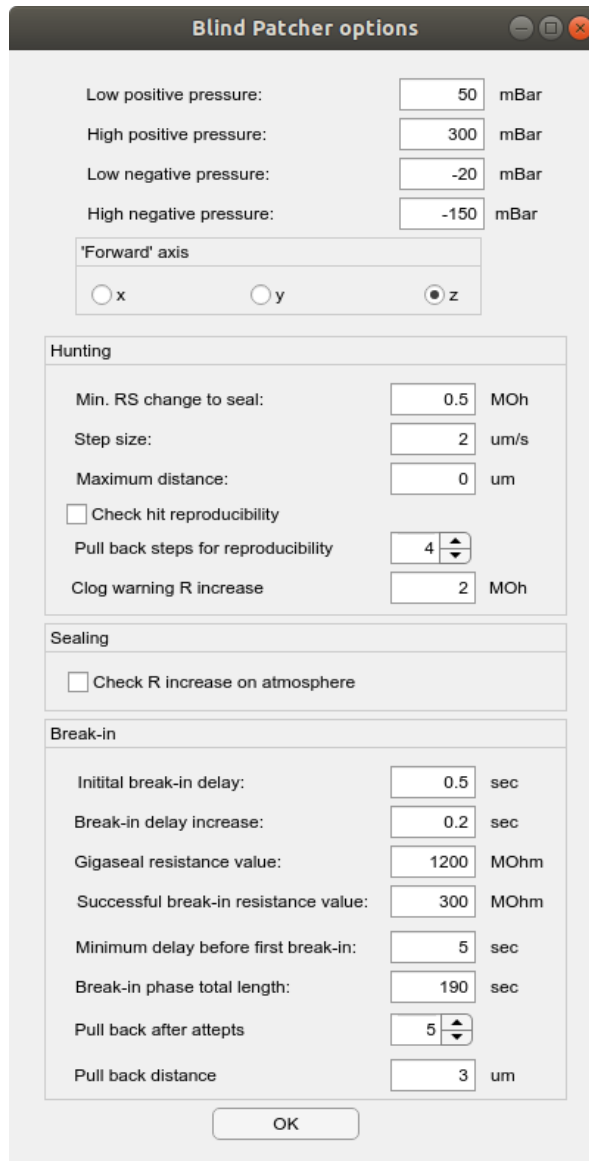 Blind Patcher options
Low positive pressure: 50 mBar
High positive pressure: 300 mBar
Low negative pressure: -20 mBar
High negative pressure: -150 mBar
'Forward' axis
x y z
Hunting
Min. RS change to seal: 0.5 MOh
Step size: 2 um/s
Maximum distance: 0 um
Check hit reproducibility
Pull back steps for reproducibility 4
Clog warning R increase 2 MOh
Sealing
Check R increase on atmosphere
Break-in
Initital break-in delay: 0.5 sec
Break-in delay increase: 0.2 sec
Gigaseal resistance value: 1200 MOhm
Successful break-in resistance value: 300 MOhm
Minimum delay before first break-in: 5 sec
Break-in phase total length: 190 sec
Pull back after attepts 5
Pull back distance 3 um
OK